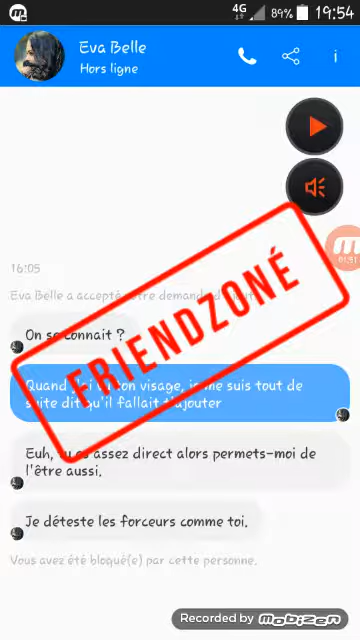 4G 89% 19:54
Eva Belle
Hors ligne
i
01:51
16:05
Eva Belle a accepté
On se connait ?
FRIENDZONÉ
Quand j'ai vu ton visage, je me suis tout de
suite dit qu'il fallait t'ajouter
Euh, tu es assez direct alors permets-moi de
l'être aussi.
Je déteste les forceurs comme toi.
Vous avez été bloqué(e) par cette personne.
Recorded by MOBIZEN